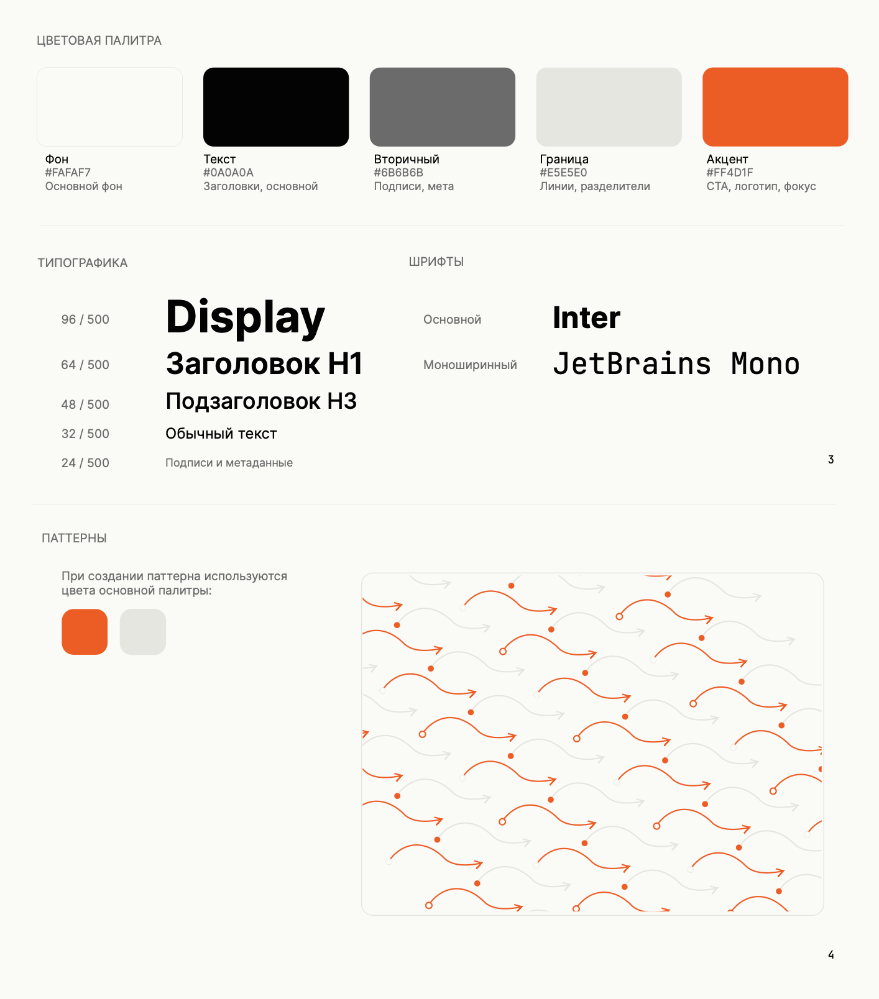 ЦВЕТОВАЯ ПАЛИТРА
Фон
#FAFAF7
Основной фон
Текст
#0A0A0A
Заголовки, основной
Вторичный
#6B6B6B
Подписи, мета
Граница
#E5E5E0
Линии, разделители
Акцент
#FF4D1F
CTA, логотип, фокус
ТИПОГРАФИКА
96 / 500 Display
64 / 500 Заголовок H1
48 / 500 Подзаголовок H3
32 / 500 Обычный текст
24 / 500 Подписи и метаданные
ШРИФТЫ
Основной Inter
Моноширинный JetBrains Mono
3
ПАТТЕРНЫ
При создании паттерна используются
цвета основной палитры:
4